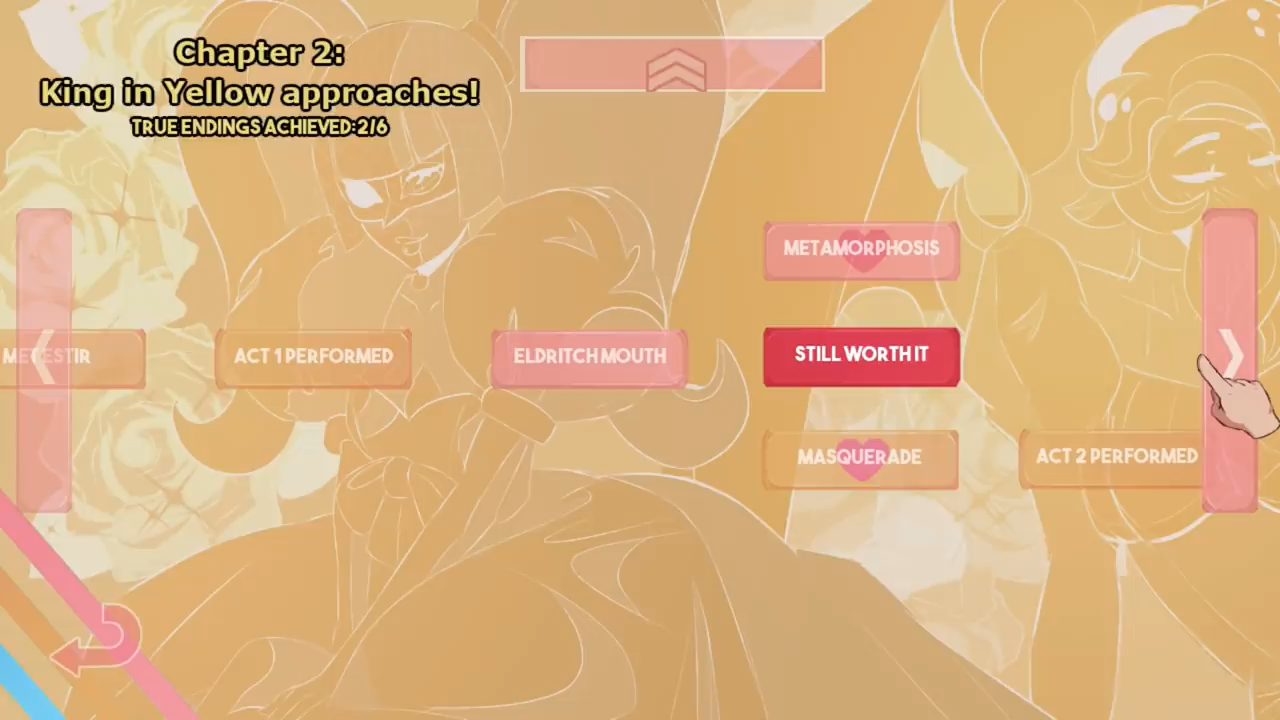 Chapter 2:
King in Yellow approaches!
TRUE ENDINGS ACHIEVED:2/6
METAMORPHOSIS
ACT 1 PERFORMED
ELDRITCH MOUTH
STILL WORTH IT
MASQUERADE
ACT 2 PERFORMED